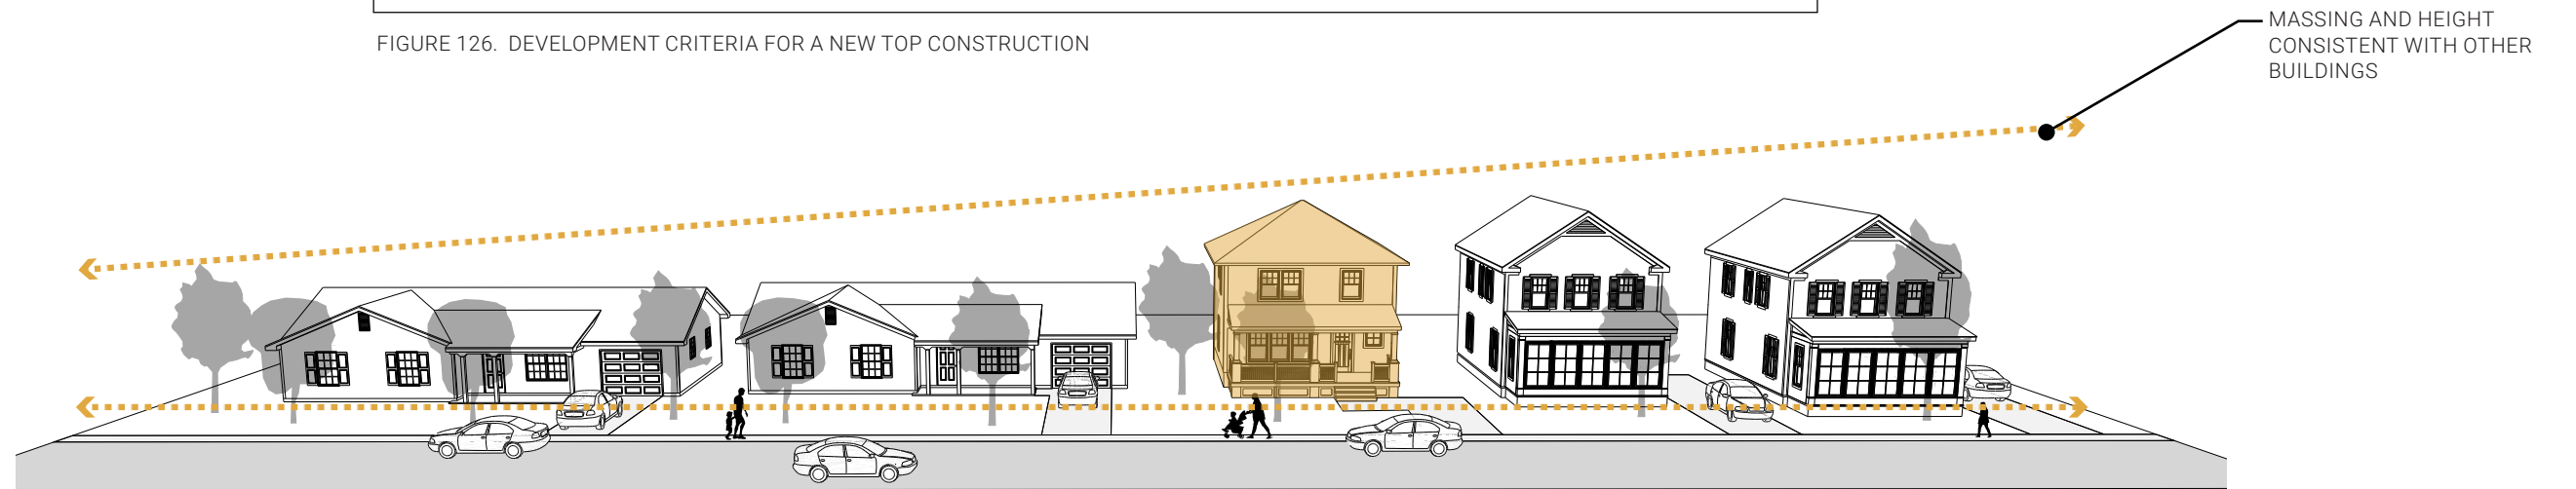 FIGURE 126. DEVELOPMENT CRITERIA FOR A NEW TOP CONSTRUCTION
MASSING AND HEIGHT
CONSISTENT WITH OTHER
BUILDINGS